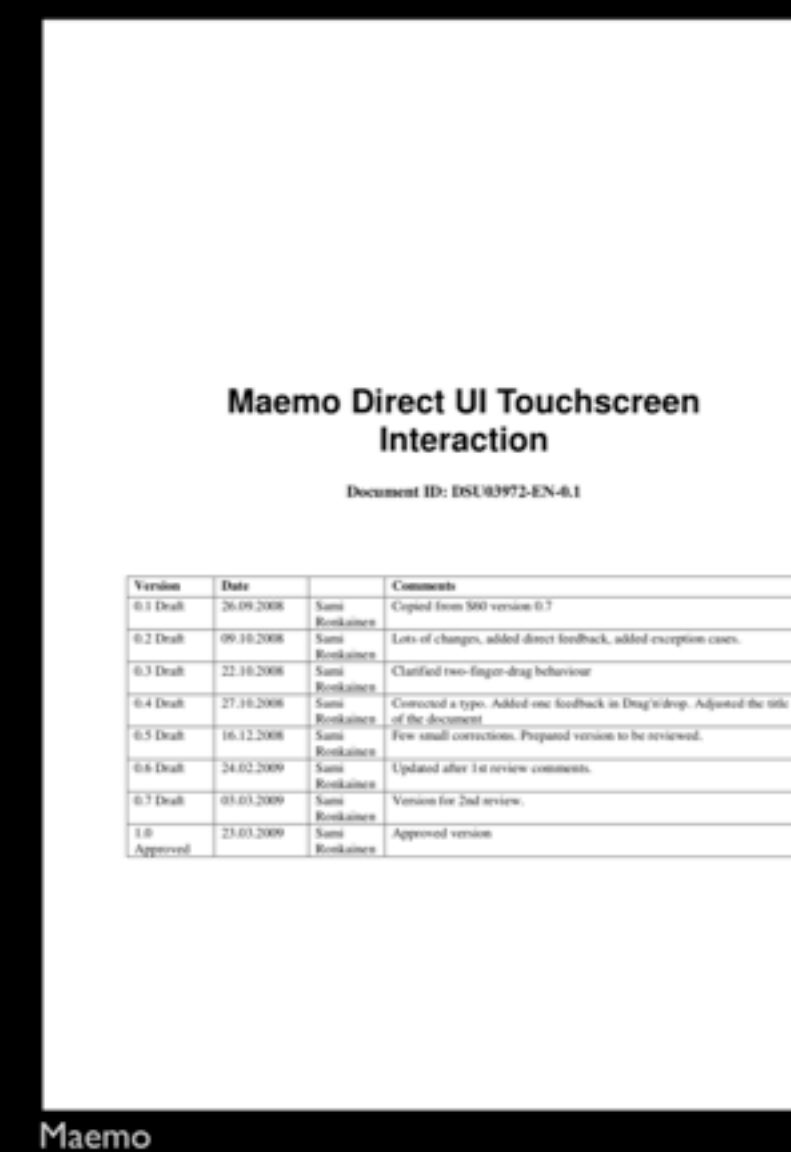 Maemo Direct UI Touchscreen
Interaction
Document ID: DSU03972-EN-0.1
Version Date Comments
0.1 Draft 26.09.2008 Sami Ronkainen Copied from S60 version 0.7
0.2 Draft 09.10.2008 Sami Ronkainen Lots of changes, added direct feedback, added exception cases.
0.3 Draft 22.10.2008 Sami Ronkainen Clarified two-finger-drag behaviour
0.4 Draft 27.10.2008 Sami Ronkainen Corrected a typo. Added one feedback in Drag'n'drop. Adjusted the title
of the document
0.5 Draft 16.12.2008 Sami Ronkainen Few small corrections. Prepared version to be reviewed.
0.6 Draft 24.02.2009 Sami Ronkainen Updated after 1st review comments.
0.7 Draft 03.03.2009 Sami Ronkainen Version for 2nd review.
1.0 Approved 23.03.2009 Sami Ronkainen Approved version
Maemo